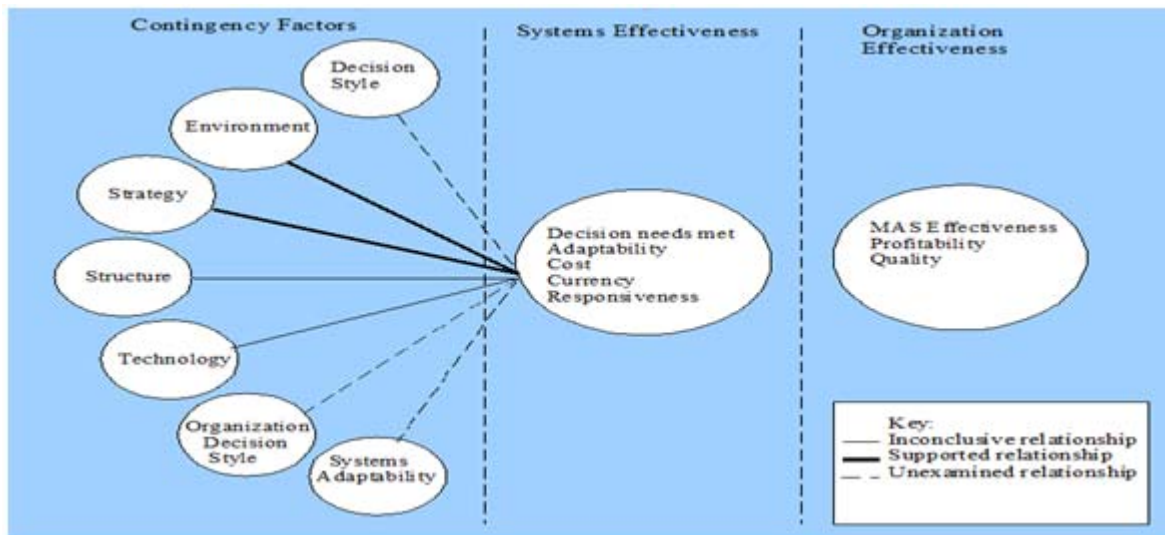 Contingency Factors
Systems Effectiveness
Organization
Effectiveness
Decision
Style
Environment
Strategy
Structure
Technology
Organization
Decision
Style
Systems
Adaptability
Decision needs met
Adaptability
Cost
Currency
Responsiveness
MAS Effectiveness
Profitability
Quality
Key:
Inconclusive relationship
Supported relationship
Unexamined relationship